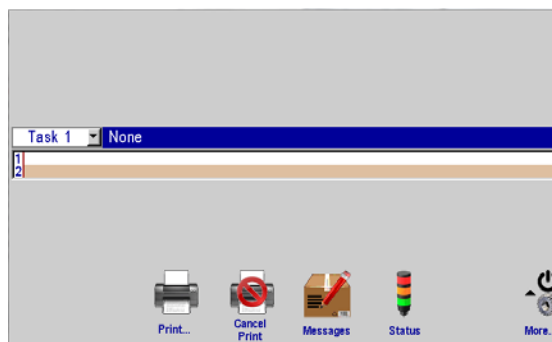 Task 1 None
1
2
Print...
Cancel
Print
Messages
Status
More.